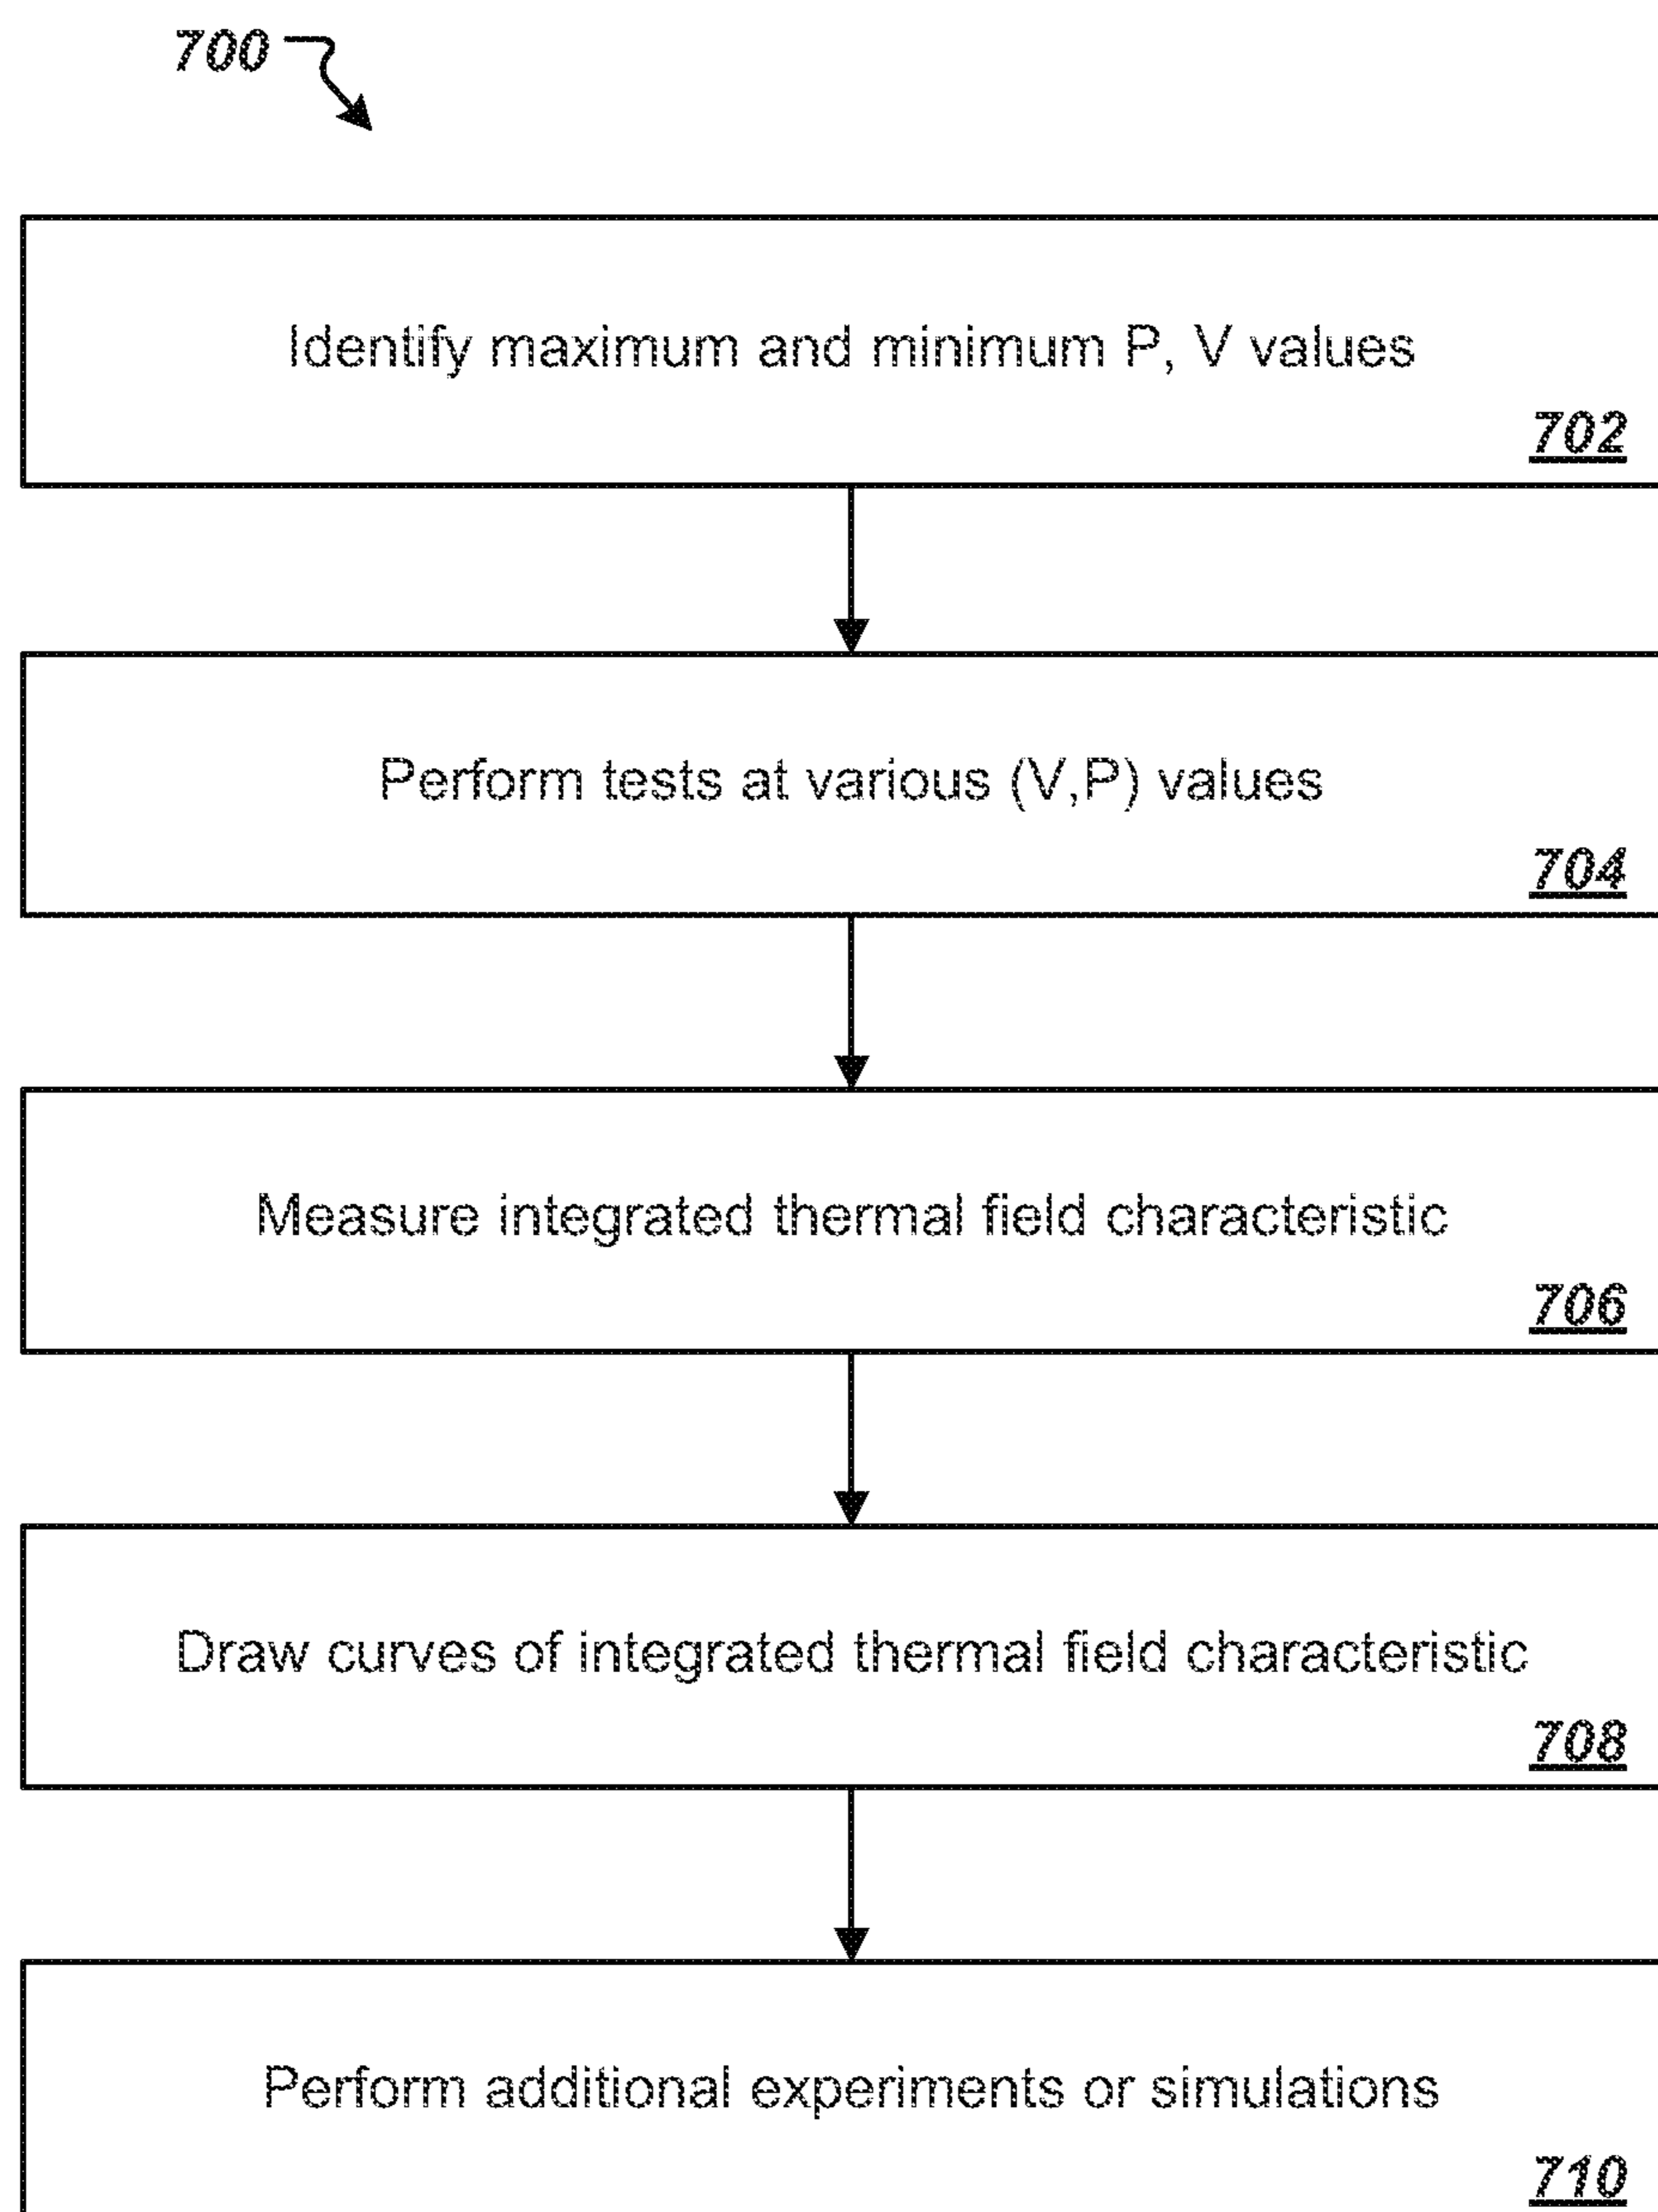 700
Identify maximum and minimum P, V values
702
Perform tests at various (V,P) values
704
Measure integrated thermal field characteristic
706
Draw curves of integrated thermal field characteristic
708
Perform additional experiments or simulations
710